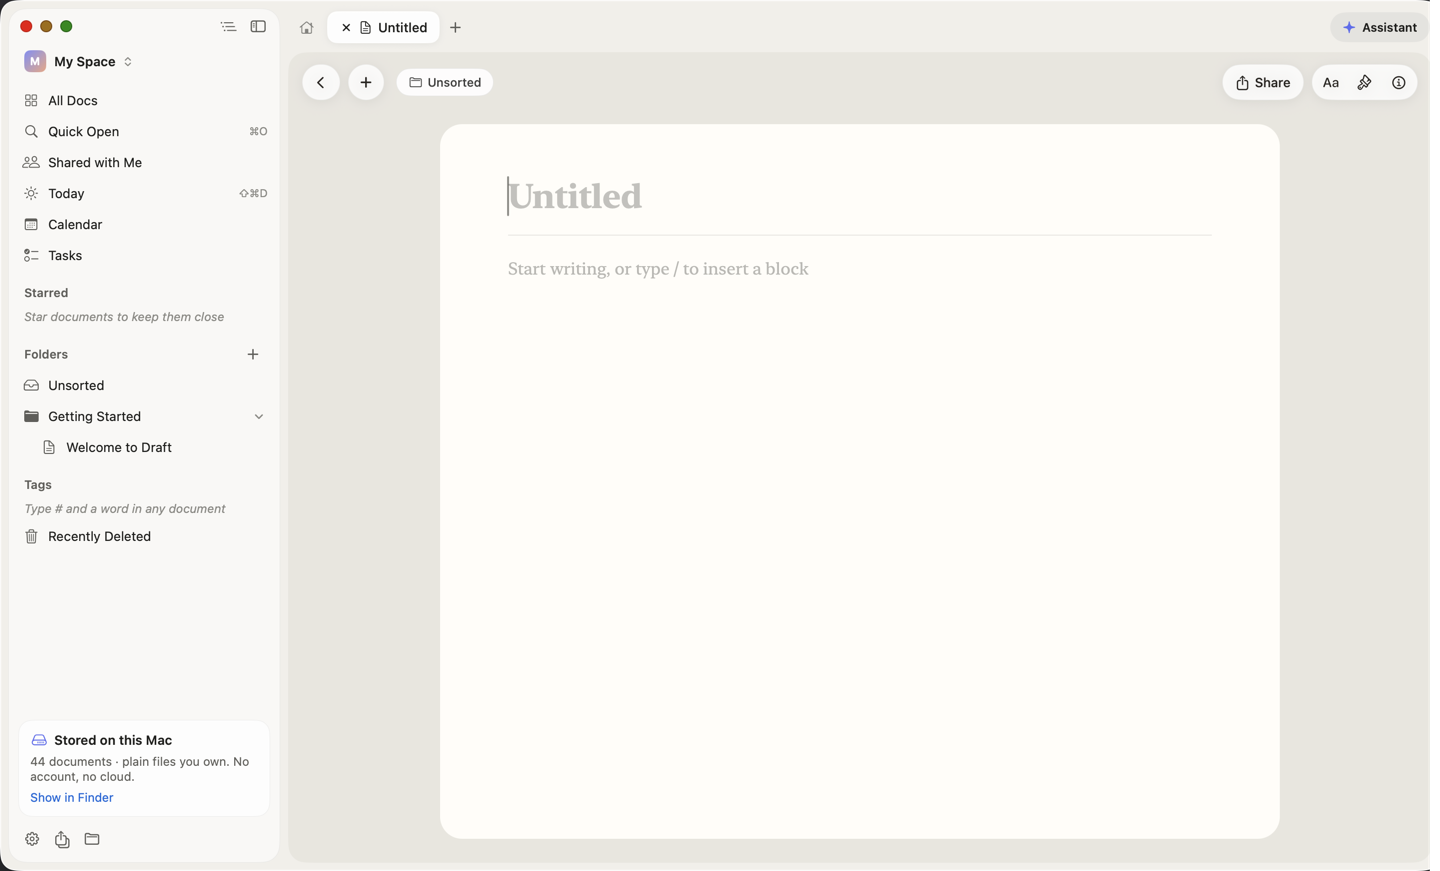 M My Space
All Docs
Quick Open ⌘O
Shared with Me
Today ⇧⌘D
Calendar
Tasks
Starred
Star documents to keep them close
Folders
Unsorted
Getting Started
Welcome to Draft
Tags
Type # and a word in any document
Recently Deleted
Stored on this Mac
44 documents · plain files you own. No
account, no cloud.
Show in Finder
Untitled
Assistant
Unsorted
Share
Aa
Untitled
Start writing, or type / to insert a block